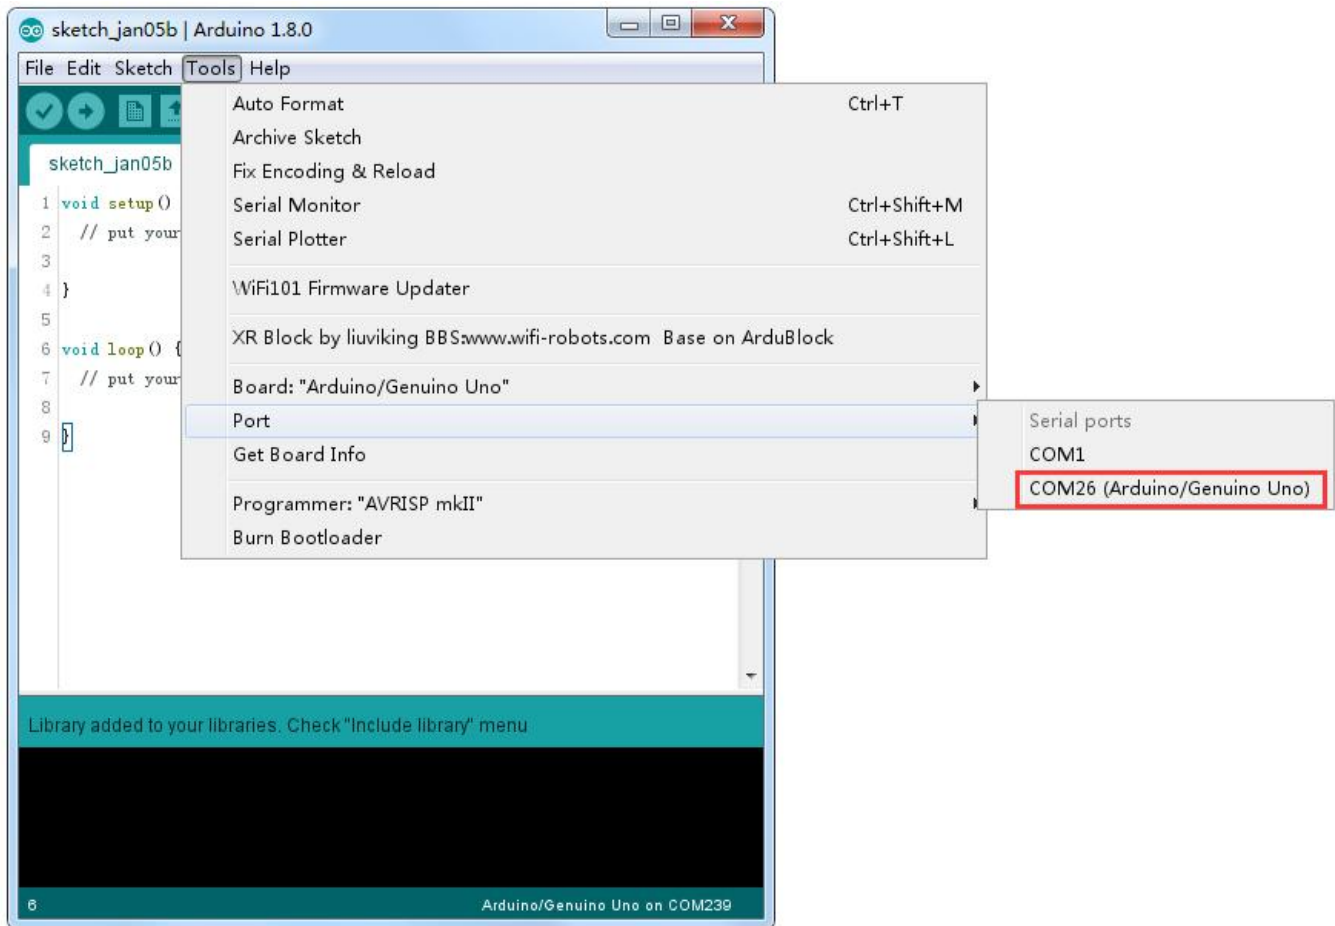 sketch_jan05b | Arduino 1.8.0
File Edit Sketch Tools Help
sketch_jan05b
Auto Format Ctrl+T
Archive Sketch
Fix Encoding & Reload
Serial Monitor Ctrl+Shift+M
Serial Plotter Ctrl+Shift+L
WiFi101 Firmware Updater
XR Block by liuviking BBS:www.wifi-robots.com Base on ArduBlock
Board: "Arduino/Genuino Uno"
Port
Get Board Info
Programmer: "AVRISP mkII"
Burn Bootloader
Serial ports
COM1
COM26 (Arduino/Genuino Uno)
1 void setup()
2 // put your
3
4 }
5
6 void loop() {
7 // put your
8
9 }
Library added to your libraries. Check "Include library" menu
6 Arduino/Genuino Uno on COM239